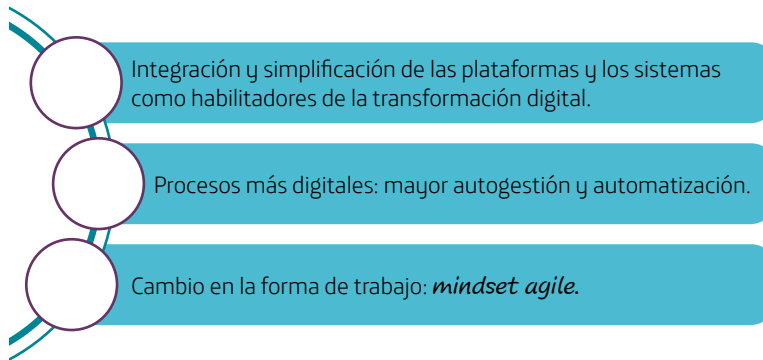 Integración y simplificación de las plataformas y los sistemas
como habilitadores de la transformación digital.
Procesos más digitales: mayor autogestión y automatización.
Cambio en la forma de trabajo: mindset agile.